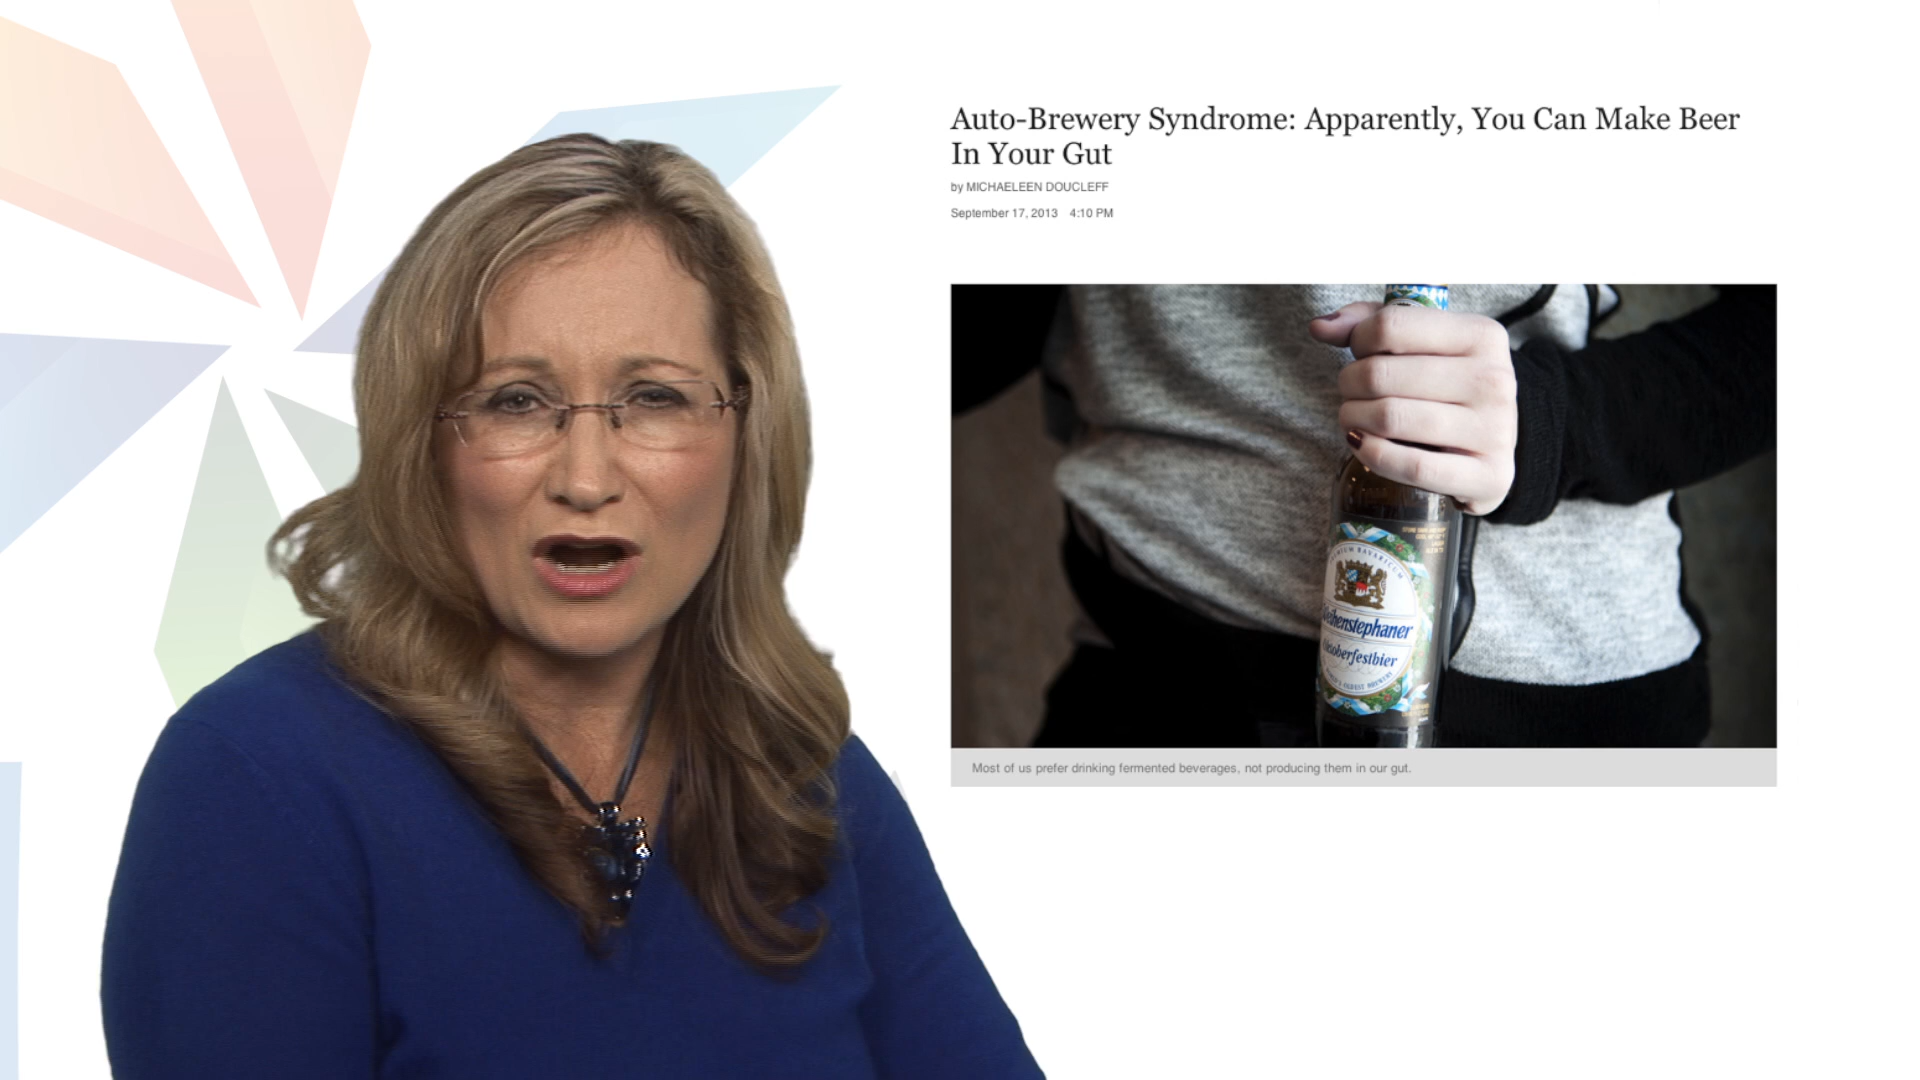 Auto-Brewery Syndrome: Apparently, You Can Make Beer
In Your Gut
by MICHAELEEN DOUCLEFF
September 17, 2013 4:10 PM
Oktoberfestbier
Most of us prefer drinking fermented beverages, not producing them in our gut.